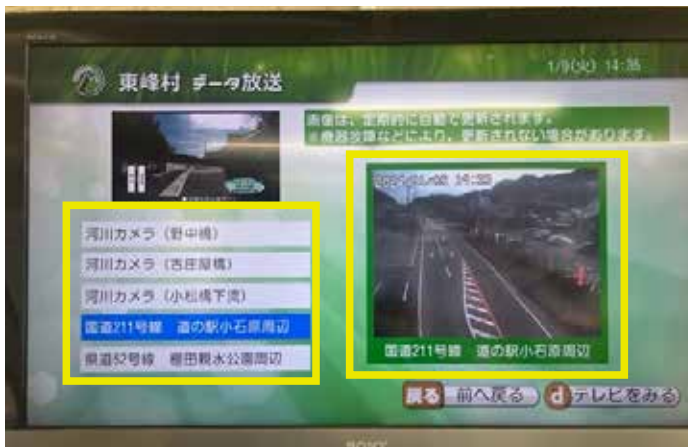 東峰村 データ放送
1/9(火) 14:35
画像は、定期的に自動で更新されます。
※機器故障などにより、更新されない場合があります。
河川カメラ（野中橋）
河川カメラ（古庄屋橋）
河川カメラ（小松橋下流）
国道211号線 道の駅小石原周辺
県道52号線 棚田親水公園周辺
国道211号線 道の駅小石原周辺
戻る 前へ戻る
d テレビをみる
SONY